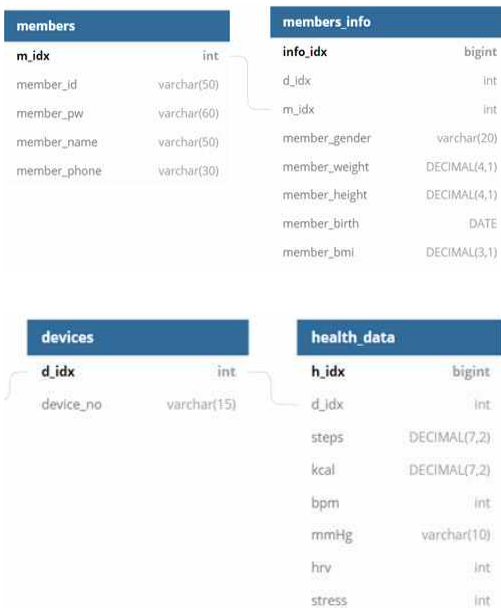 members
m_idx int
member_id varchar(50)
member_pw varchar(60)
member_name varchar(50)
member_phone varchar(30)
members_info
info_idx bigint
d_idx int
m_idx int
member_gender varchar(20)
member_weight DECIMAL(4,1)
member_height DECIMAL(4,1)
member_birth DATE
member_bmi DECIMAL(3,1)
devices
d_idx int
device_no varchar(15)
health_data
h_idx bigint
d_idx int
steps DECIMAL(7,2)
kcal DECIMAL(7,2)
bpm int
mmHg varchar(10)
hrv int
stress int